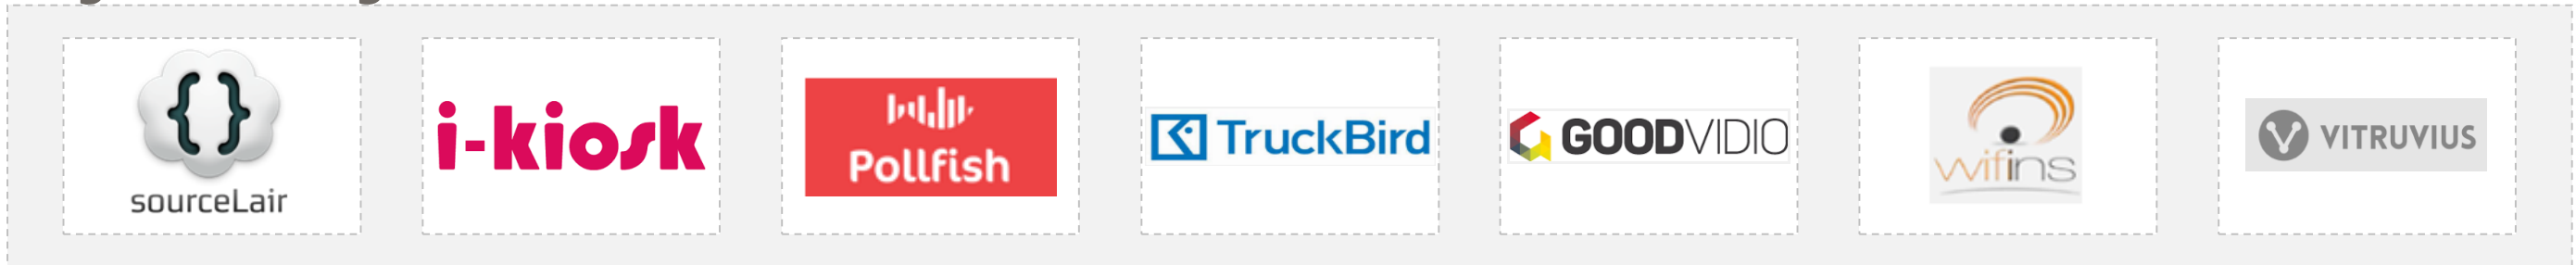 { }
sourceLair
i-kiosk
Pollfish
TruckBird
GOODVIDIO
wifins
VITRUVIUS